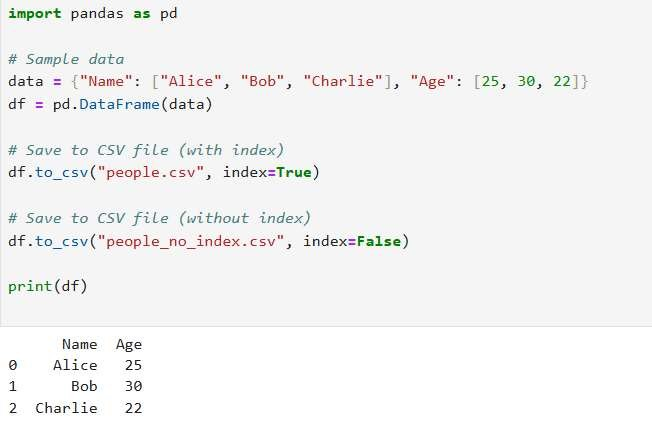 import pandas as pd
# Sample data
data = {"Name": ["Alice", "Bob", "Charlie"], "Age": [25, 30, 22]}
df = pd.DataFrame(data)
# Save to CSV file (with index)
df.to_csv("people.csv", index=True)
# Save to CSV file (without index)
df.to_csv("people_no_index.csv", index=False)
print(df)
Name Age
0 Alice 25
1 Bob 30
2 Charlie 22